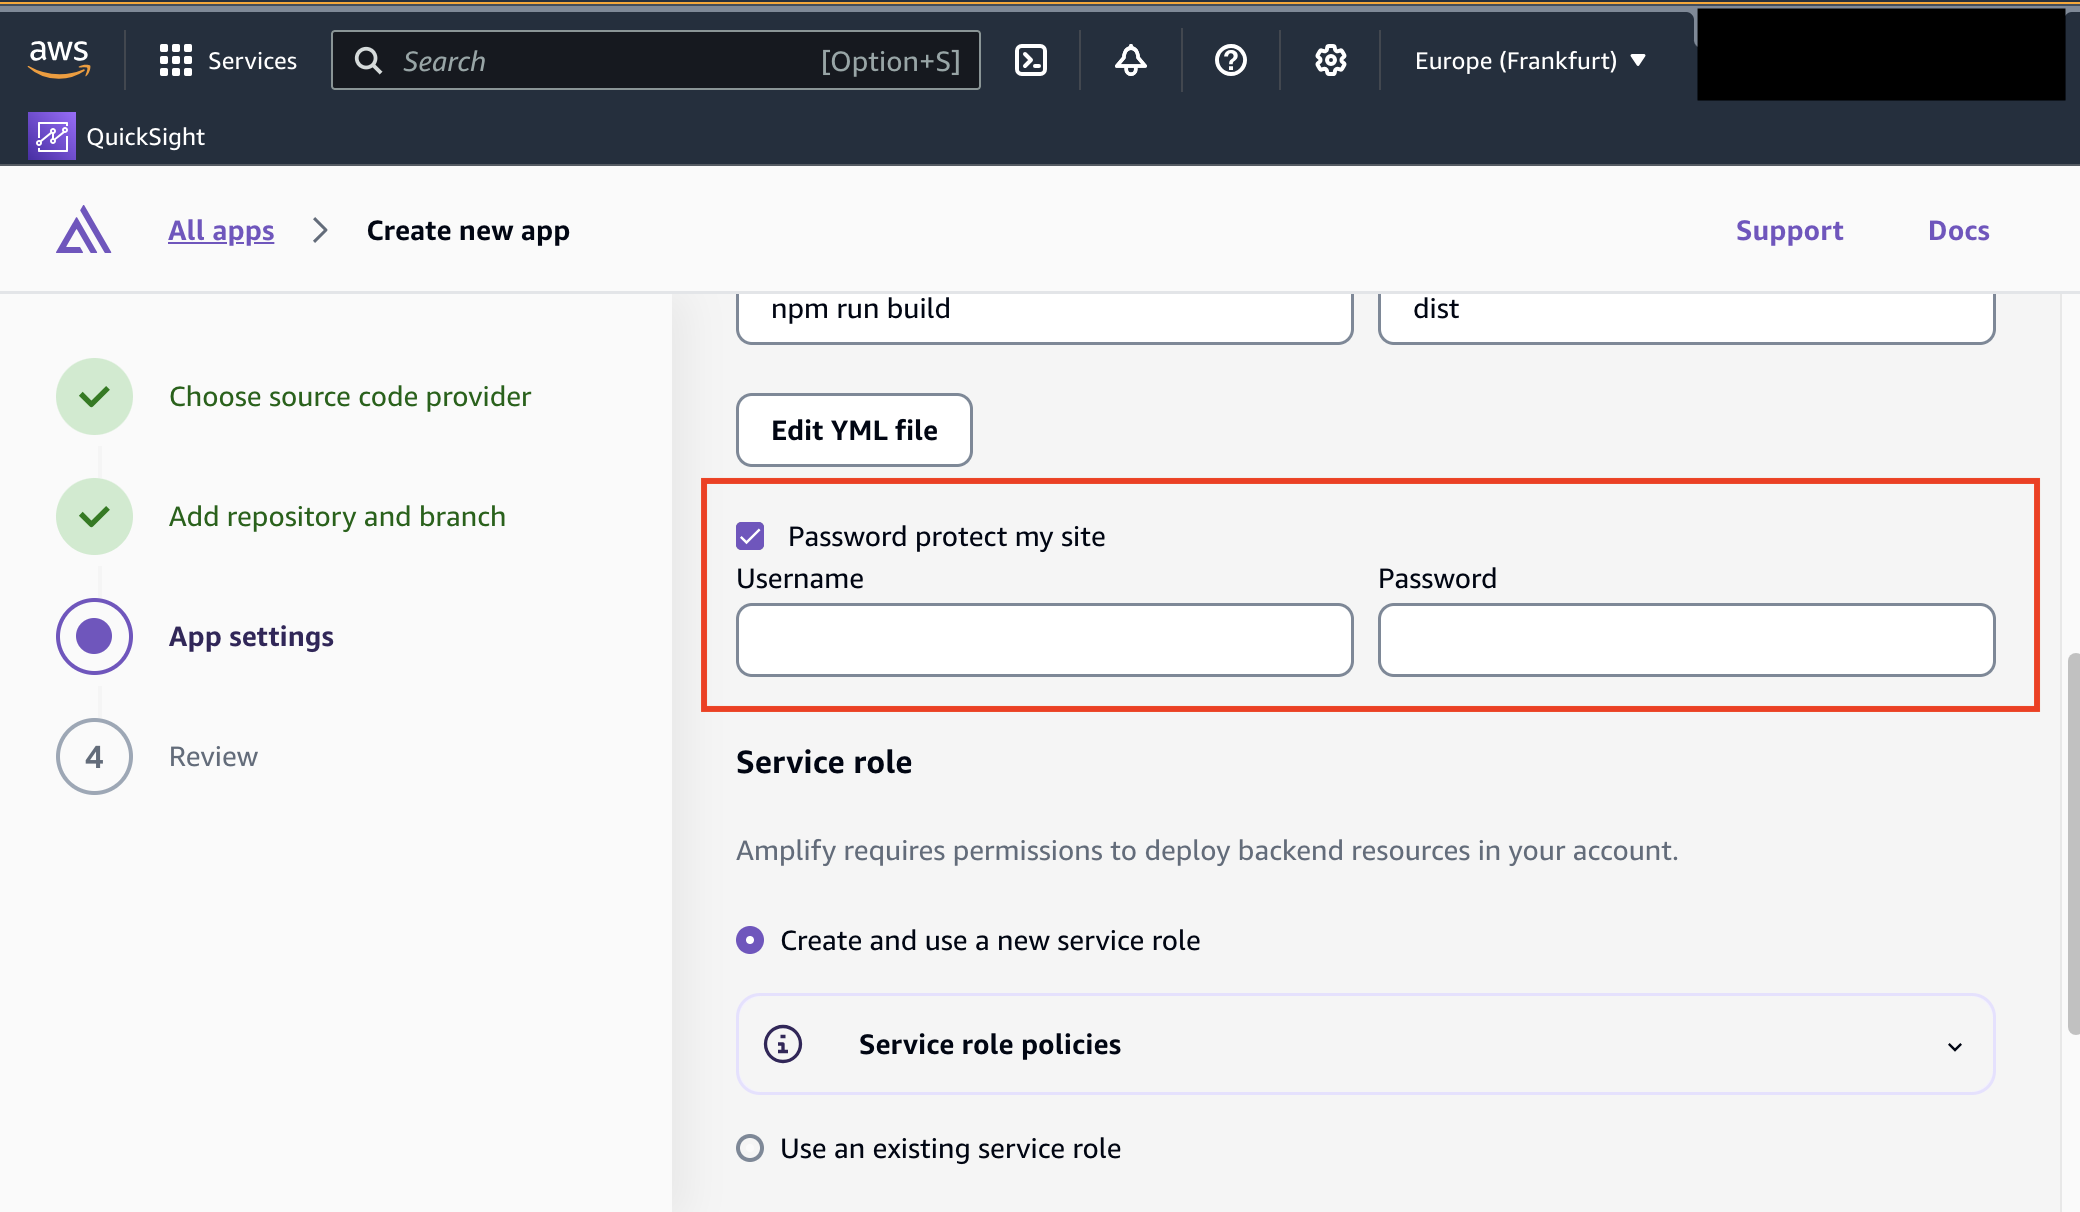 aws
Services
Search
[Option+S]
Europe (Frankfurt)
QuickSight
All apps
Create new app
Support
Docs
npm run build
dist
Choose source code provider
Edit YML file
Add repository and branch
Password protect my site
Username
Password
App settings
4
Review
Service role
Amplify requires permissions to deploy backend resources in your account.
Create and use a new service role
Service role policies
Use an existing service role